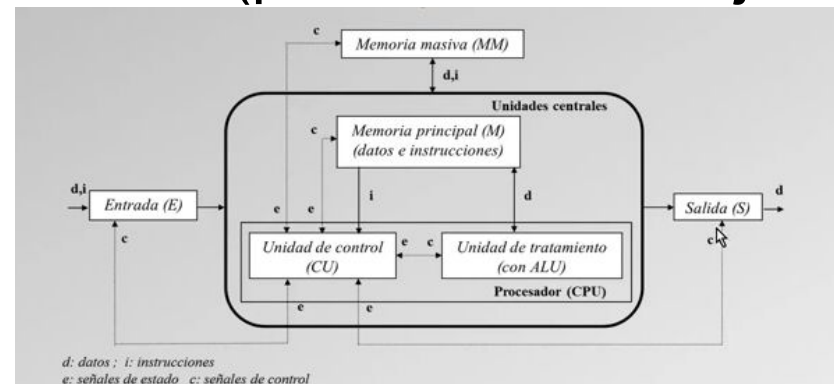 c
Memoria masiva (MM)
d,i
Unidades centrales
c
Memoria principal (M)
(datos e instrucciones)
d,i
Entrada (E)
e
e
i
d
Salida (S)
d
c
Unidad de control
(CU)
e
c
Unidad de tratamiento
(con ALU)
c
Procesador (CPU)
e
e
d: datos ; i: instrucciones
e: señales de estado c: señales de control